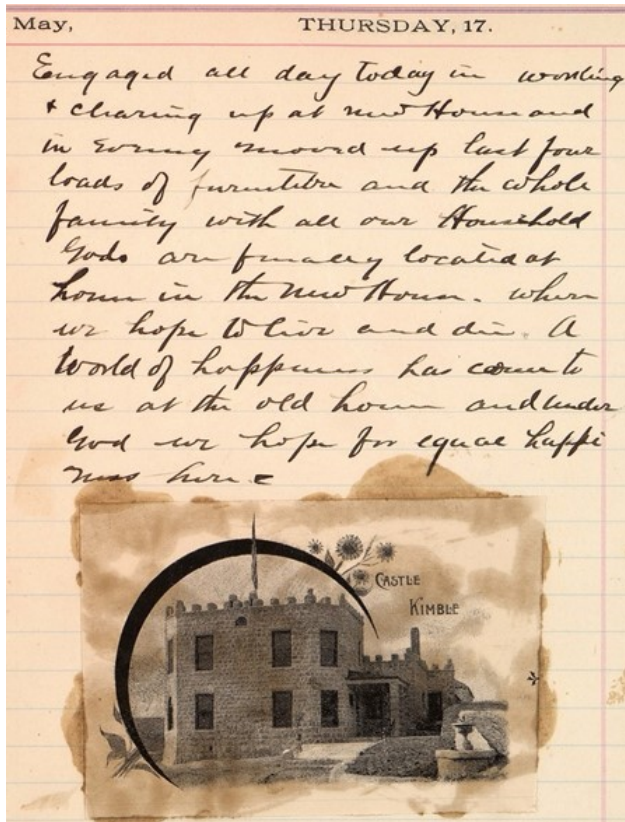 May, THURSDAY, 17.
Engaged all day today in working
& cleaning up at new House and
in Evening moved up last four
loads of furniture and the whole
family with all our Household
Gods are finally located at
home in the New House. where
we hope to live and die. A
World of happiness has come to
us at the old home and under
God we hope for equal happi
ness here
CASTLE
KIMBLE